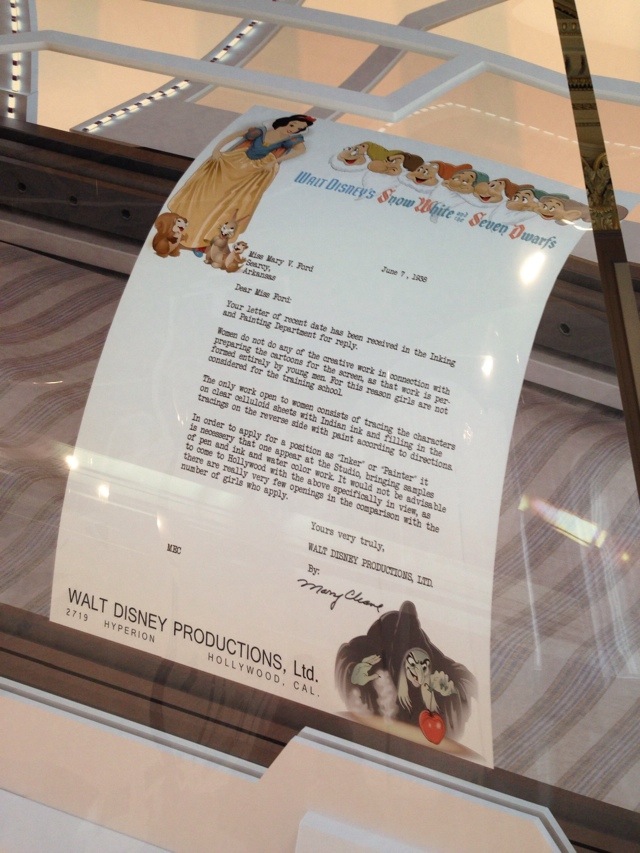 WALT DISNEY'S Snow White and the Seven Dwarfs
June 7, 1938
Miss Mary V. Ford
Searcy,
Arkansas
Dear Miss Ford:
Your letter of recent date has been received in the Inking
and Painting Department for reply.
Women do not do any of the creative work in connection with
preparing the cartoons for the screen, as that work is per-
formed entirely by young men. For this reason girls are not
considered for the training school.
The only work open to women consists of tracing the characters
on clear celluloid sheets with Indian ink and filling in the
tracings on the reverse side with paint according to directions.
In order to apply for a position as "Inker" or "Painter" it
is necessary that one appear at the Studio, bringing samples
of pen and ink and water color work. It would not be advisable
to come to Hollywood with the above specifically in view, as
there are really very few openings in the comparison with the
number of girls who apply.
Yours very truly,
WALT DISNEY PRODUCTIONS, LTD.
By:
Mary Cleave
MEC
WALT DISNEY PRODUCTIONS, Ltd.
2719 HYPERION
HOLLYWOOD, CAL.